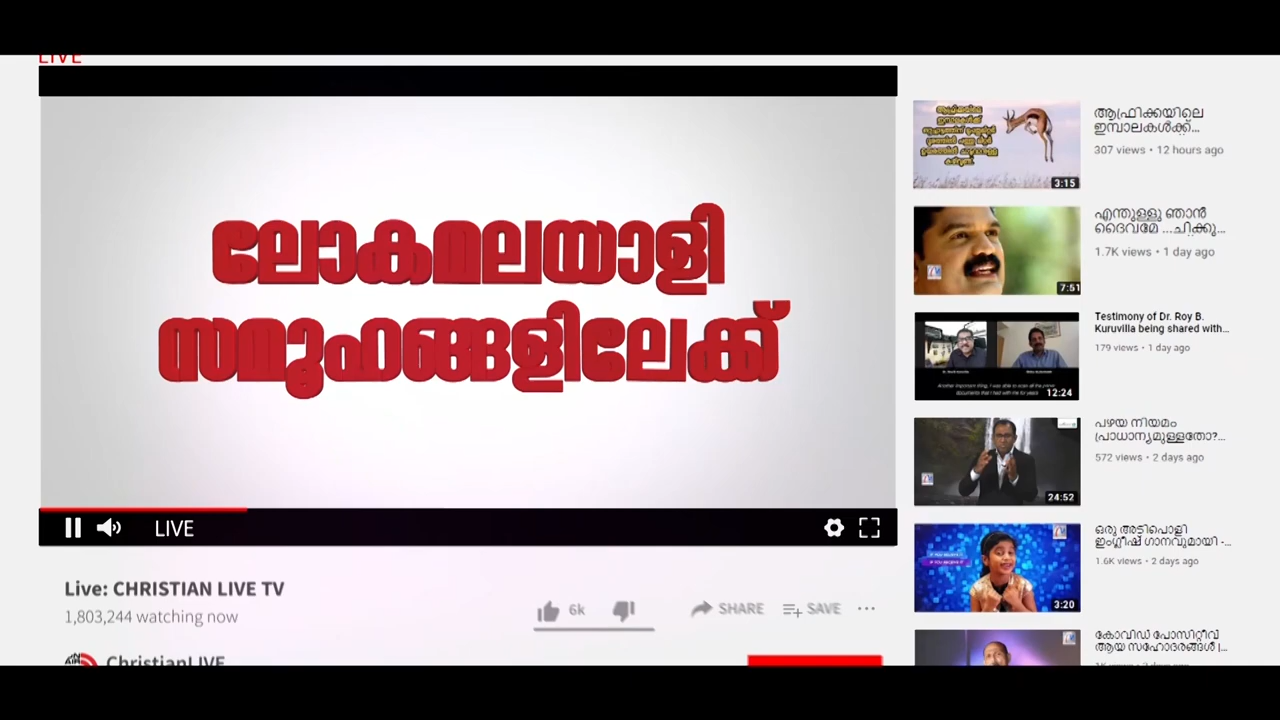 LIVE
ലോകമലയാളി
സമൂഹങ്ങളിലേക്ക്
LIVE
Live: CHRISTIAN LIVE TV
1,803,244 watching now
6k
SHARE
SAVE
ChristianLIVE
3:15
ആഫ്രിക്കയിലെ
ഇമ്പാലകൾക്ക്...
307 views • 12 hours ago
7:51
എന്തുള്ളൂ ഞാൻ
ദൈവമേ ...ചിക്കു...
1.7K views • 1 day ago
12:24
Testimony of Dr. Roy B.
Kuruvilla being shared with...
179 views • 1 day ago
24:52
പഴയ നിയമം
പ്രാധാന്യമുള്ളതോ?...
572 views • 2 days ago
3:20
ഒരു അടിപൊളി
ഇംഗ്ലീഷ് ഗാനവുമായി -...
1.6K views • 2 days ago
കോവിഡ് പോസിറ്റീവ്
ആയ സഹോദരങ്ങൾ |...